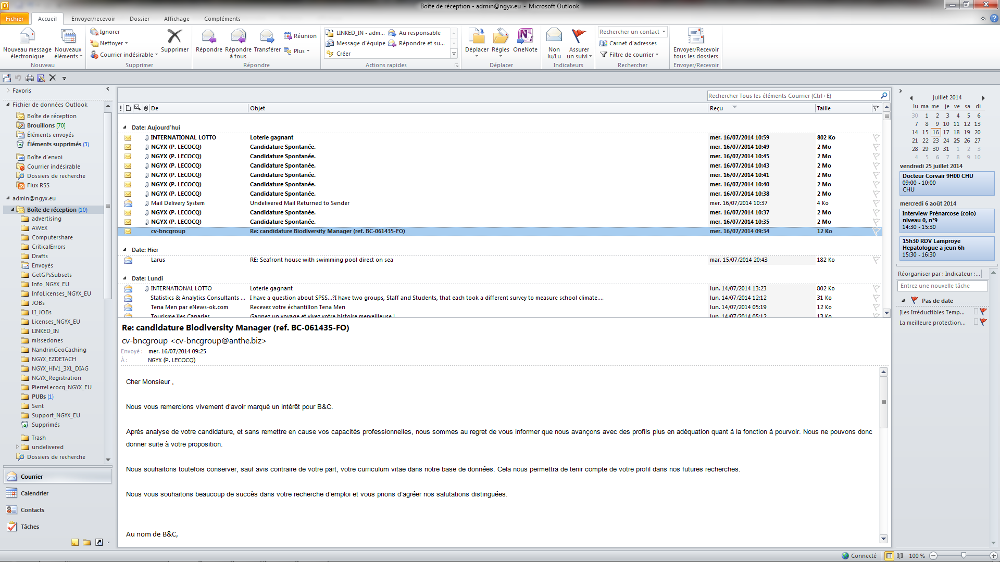 Boîte de réception - admin@ngyx.eu - Microsoft Outlook
Fichier Accueil Envoyer/recevoir Dossier Affichage Compléments
Nouveau message électronique
Nouveaux éléments
Nouveau
Ignorer
Nettoyer
Courrier indésirable
Supprimer
Supprimer
Répondre
Répondre à tous
Transférer
Réunion
Plus
Répondre
LINKED_IN - adm...
Message d'équipe
Créer
Au responsable
Répondre et su...
Actions rapides
Déplacer
Règles
OneNote
Déplacer
Non lu/Lu
Assurer un suivi
Indicateurs
Rechercher un contact
Carnet d'adresses
Filtre de courrier
Rechercher
Envoyer/Recevoir tous les dossiers
Envoyer/Recevoir
Favoris
Fichier de données Outlook
Boîte de réception
Brouillons [70]
Éléments envoyés
Éléments supprimés (3)
Boîte d'envoi
Courrier indésirable
Dossiers de recherche
Flux RSS
admin@ngyx.eu
Boîte de réception (10)
advertising
AWEX
Computershare
CriticalErrors
Drafts
Envoyés
GetGPsSubsets
Info_NGYX_EU
InfoLicenses_NGYX_EU
JOBs
LI_JOBs
Licenses_NGYX_EU
LINKED_IN
missedones
NandrinGeoCaching
NGYX_EZDETACH
NGYX_HIV1_3XL_DIAG
NGYX_Registration
PierreLecocq_NGYX_EU
PUBs (1)
Sent
Support_NGYX_EU
Supprimés
Trash
undelivered
Dossiers de recherche
Courrier
Calendrier
Contacts
Tâches
Rechercher Tous les éléments Courrier (Ctrl+E)
De Objet Reçu Taille
Date: Aujourd'hui
INTERNATIONAL LOTTO Loterie gagnant mer. 16/07/2014 10:59 802 Ko
NGYX (P. LECOCQ) Candidature Spontanée. mer. 16/07/2014 10:49 2 Mo
NGYX (P. LECOCQ) Candidature Spontanée. mer. 16/07/2014 10:45 2 Mo
NGYX (P. LECOCQ) Candidature Spontanée. mer. 16/07/2014 10:43 2 Mo
NGYX (P. LECOCQ) Candidature Spontanée. mer. 16/07/2014 10:41 2 Mo
NGYX (P. LECOCQ) Candidature Spontanée. mer. 16/07/2014 10:40 2 Mo
NGYX (P. LECOCQ) Candidature Spontanée. mer. 16/07/2014 10:38 2 Mo
Mail Delivery System Undelivered Mail Returned to Sender mer. 16/07/2014 10:37 4 Ko
NGYX (P. LECOCQ) Candidature Spontanée. mer. 16/07/2014 10:37 2 Mo
NGYX (P. LECOCQ) Candidature Spontanée. mer. 16/07/2014 10:35 2 Mo
cv-bncgroup Re: candidature Biodiversity Manager (ref. BC-061435-FO) mer. 16/07/2014 09:34 12 Ko
Date: Hier
Larus RE: Seafront house with swimming pool direct on sea mar. 15/07/2014 20:43 182 Ko
Date: Lundi
INTERNATIONAL LOTTO Loterie gagnant lun. 14/07/2014 13:23 802 Ko
Statistics & Analytics Consultants ... I have a question about SPSS...?I have two groups, Staff and Students, that each took a different survey to measure school climate.... lun. 14/07/2014 12:12 31 Ko
Tena Men par eNews-ok.com Recevez votre échantillon Tena Men lun. 14/07/2014 05:19 12 Ko
Tourisme îles Canaries Gagnez un voyage et vivez votre histoire merveilleuse ! lun. 14/07/2014 05:12 13 Ko
Re: candidature Biodiversity Manager (ref. BC-061435-FO)
cv-bncgroup <cv-bncgroup@anthe.biz>
Envoyé : mer. 16/07/2014 09:25
À : NGYX (P. LECOCQ)
Cher Monsieur ,
Nous vous remercions vivement d'avoir marqué un intérêt pour B&C.
Après analyse de votre candidature, et sans remettre en cause vos capacités professionnelles, nous sommes au regret de vous informer que nous avançons avec des profils plus en adéquation quant à la fonction à pourvoir. Nous ne pouvons donc
donner suite à votre proposition.
Nous souhaitons toutefois conserver, sauf avis contraire de votre part, votre curriculum vitae dans notre base de données. Cela nous permettra de tenir compte de votre profil dans nos futures recherches.
Nous vous souhaitons beaucoup de succès dans votre recherche d'emploi et vous prions d'agréer nos salutations distinguées.
Au nom de B&C,
juillet 2014
lu ma me je ve sa di
30 1 2 3 4 5 6
7 8 9 10 11 12 13
14 15 16 17 18 19 20
21 22 23 24 25 26 27
28 29 30 31 1 2 3
4 5 6 7 8 9 10
vendredi 25 juillet 2014
Docteur Corvair 9H00 CHU
09:00 - 10:00
CHU
mercredi 6 août 2014
Interview Prénarcose (colo)
niveau 0, n°9
14:30 - 15:30
15h30 RDV Lamproye
Hepatologue a jeun 6h
15:30 - 16:30
Réorganiser par : Indicateur :...
Entrez une nouvelle tâche
Pas de date
[Les Irréductibles Temp...
La meilleure protection...
Connecté 100 %